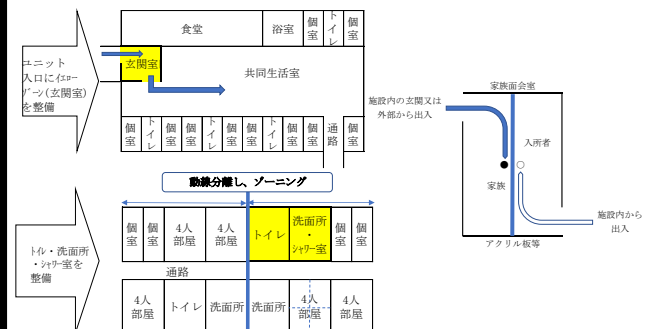 食堂
浴室
個室
トイレ
個室
ユニット
入口にイエロー
ゾーン(玄関室)
を整備
玄関室
共同生活室
個室
トイレ
個室
個室
トイレ
個室
個室
トイレ
個室
個室
通路
個室
家族面会室
施設内の玄関又は
外部から出入
入所者
家族
施設内から
出入
アクリル板等
動線分離し、ゾーニング
トイレ・洗面所
・シャワー室を
整備
個室
個室
4人
部屋
4人
部屋
トイレ
洗面所
・
シャワー室
個室
個室
通路
4人
部屋
トイレ
洗面所
洗面所
4人
部屋
4人
部屋